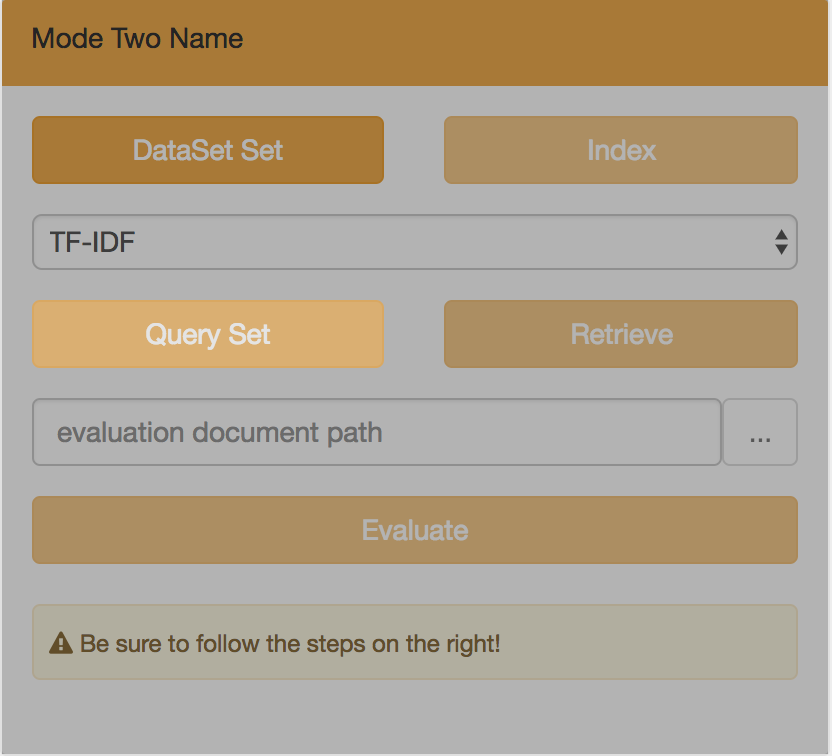 Mode Two Name
DataSet Set
Index
TF-IDF
Query Set
Retrieve
evaluation document path
...
Evaluate
Be sure to follow the steps on the right!